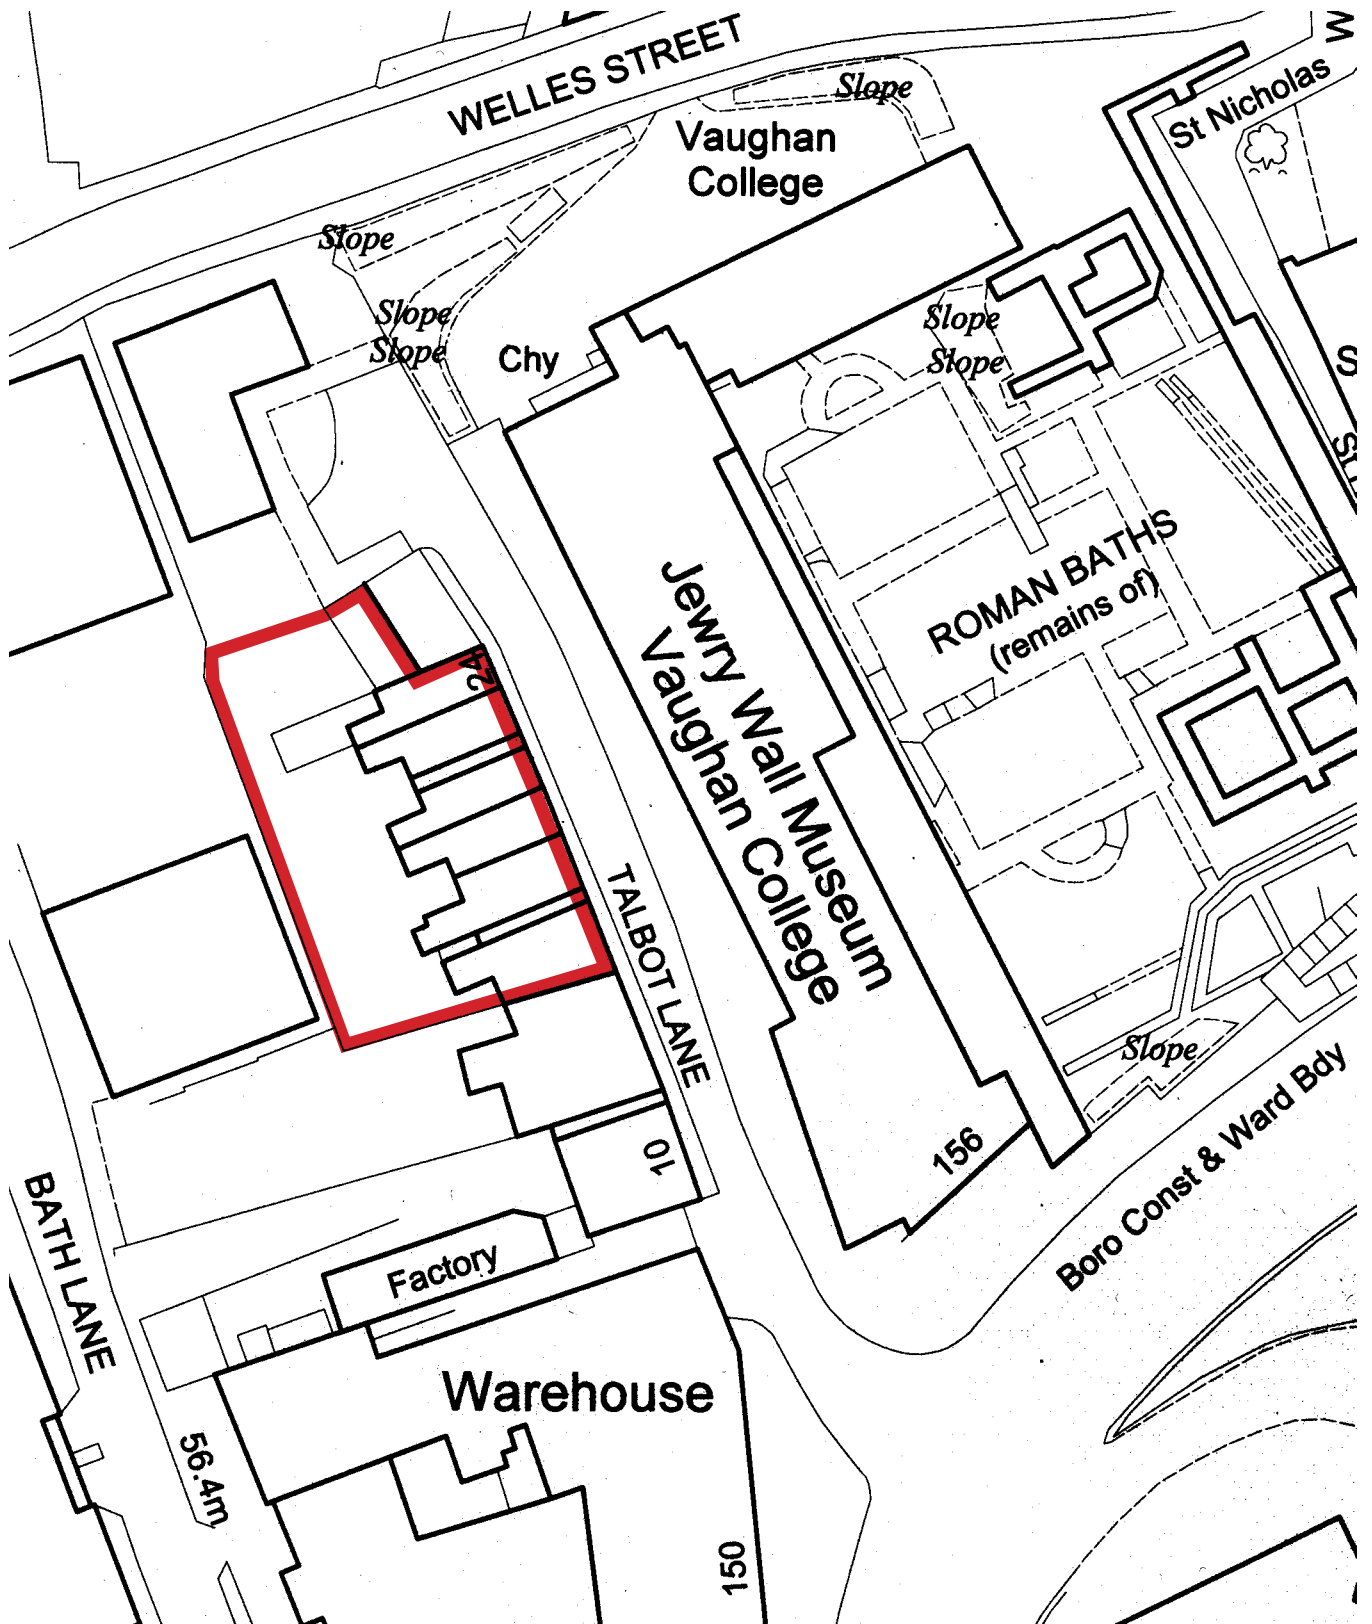 WELLES STREET
Slope
St Nicholas
W
Vaughan
College
Slope
Slope
Slope
Slope
Slope
Chy
S
St
ROMAN BATHS
(remains of)
Jewry Wall Museum
Vaughan College
24
TALBOT LANE
Slope
10
156
Boro Const & Ward Bdy
BATH LANE
Factory
Warehouse
56.4m
150